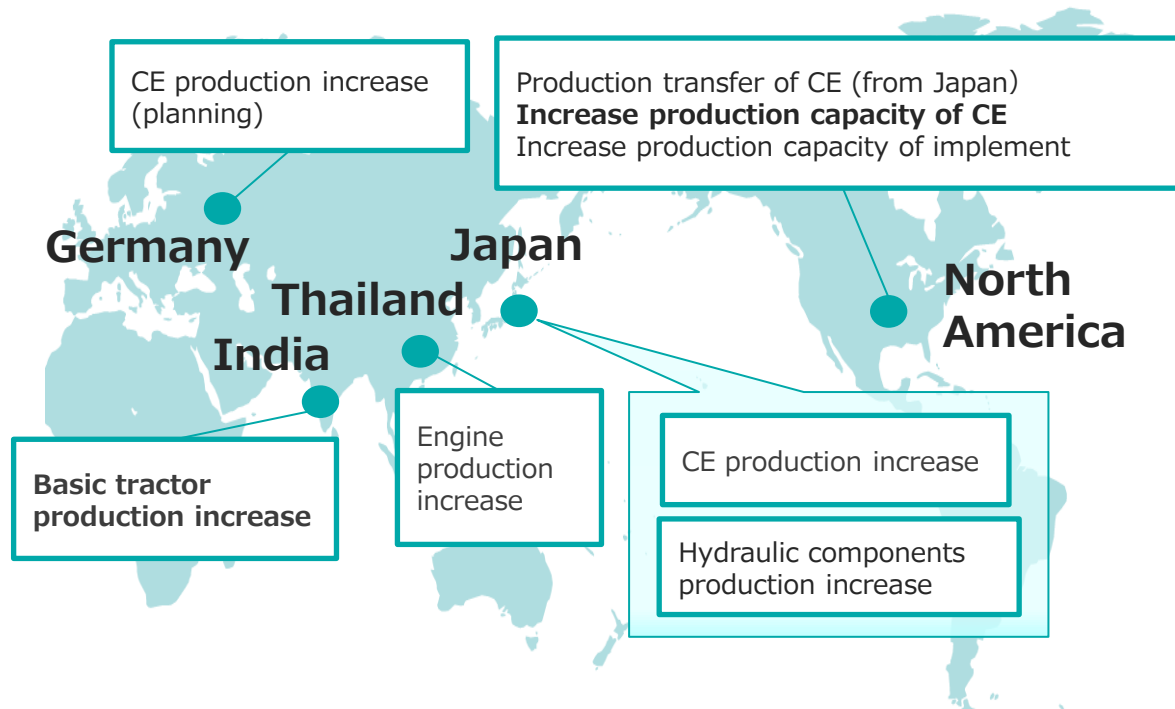 CE production increase
(planning)
Production transfer of CE (from Japan)
Increase production capacity of CE
Increase production capacity of implement
Germany
Japan
Thailand
India
North
America
Basic tractor
production increase
Engine
production
increase
CE production increase
Hydraulic components
production increase